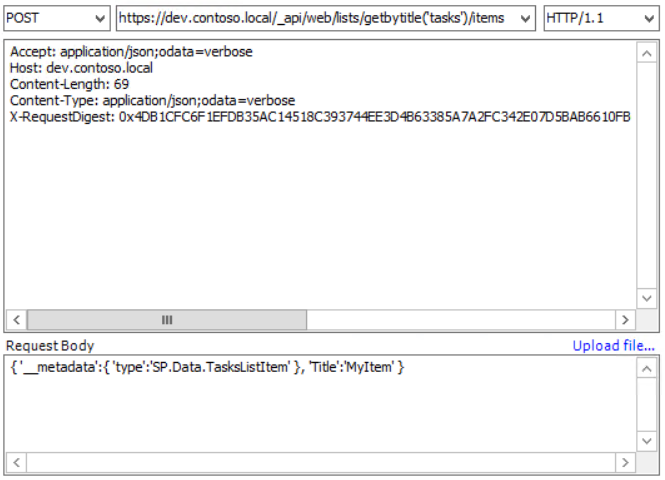 POST https://dev.contoso.local/_api/web/lists/getbytitle('tasks')/items HTTP/1.1
Accept: application/json;odata=verbose
Host: dev.contoso.local
Content-Length: 69
Content-Type: application/json;odata=verbose
X-RequestDigest: 0x4DB1CFC6F1EFDB35AC14518C393744EE3D4B63385A7A2FC342E07D5BAB6610FB
Request Body Upload file...
{ '__metadata':{ 'type':'SP.Data.TasksListItem' }, 'Title':'MyItem' }